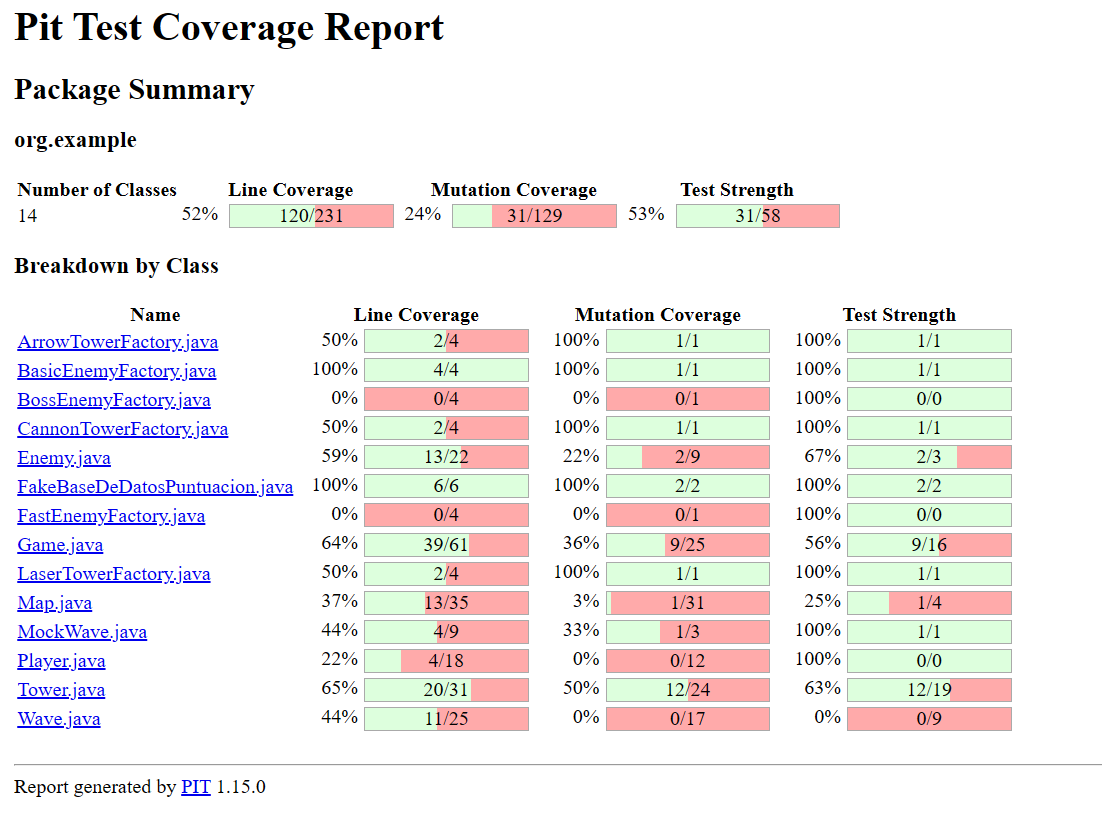 Pit Test Coverage Report
Package Summary
org.example
Number of Classes Line Coverage Mutation Coverage Test Strength
14 52% 120/231 24% 31/129 53% 31/58
Breakdown by Class
Name Line Coverage Mutation Coverage Test Strength
ArrowTowerFactory.java 50% 2/4 100% 1/1 100% 1/1
BasicEnemyFactory.java 100% 4/4 100% 1/1 100% 1/1
BossEnemyFactory.java 0% 0/4 0% 0/1 100% 0/0
CannonTowerFactory.java 50% 2/4 100% 1/1 100% 1/1
Enemy.java 59% 13/22 22% 2/9 67% 2/3
FakeBaseDeDatosPuntuacion.java 100% 6/6 100% 2/2 100% 2/2
FastEnemyFactory.java 0% 0/4 0% 0/1 100% 0/0
Game.java 64% 39/61 36% 9/25 56% 9/16
LaserTowerFactory.java 50% 2/4 100% 1/1 100% 1/1
Map.java 37% 13/35 3% 1/31 25% 1/4
MockWave.java 44% 4/9 33% 1/3 100% 1/1
Player.java 22% 4/18 0% 0/12 100% 0/0
Tower.java 65% 20/31 50% 12/24 63% 12/19
Wave.java 44% 11/25 0% 0/17 0% 0/9
Report generated by PIT 1.15.0